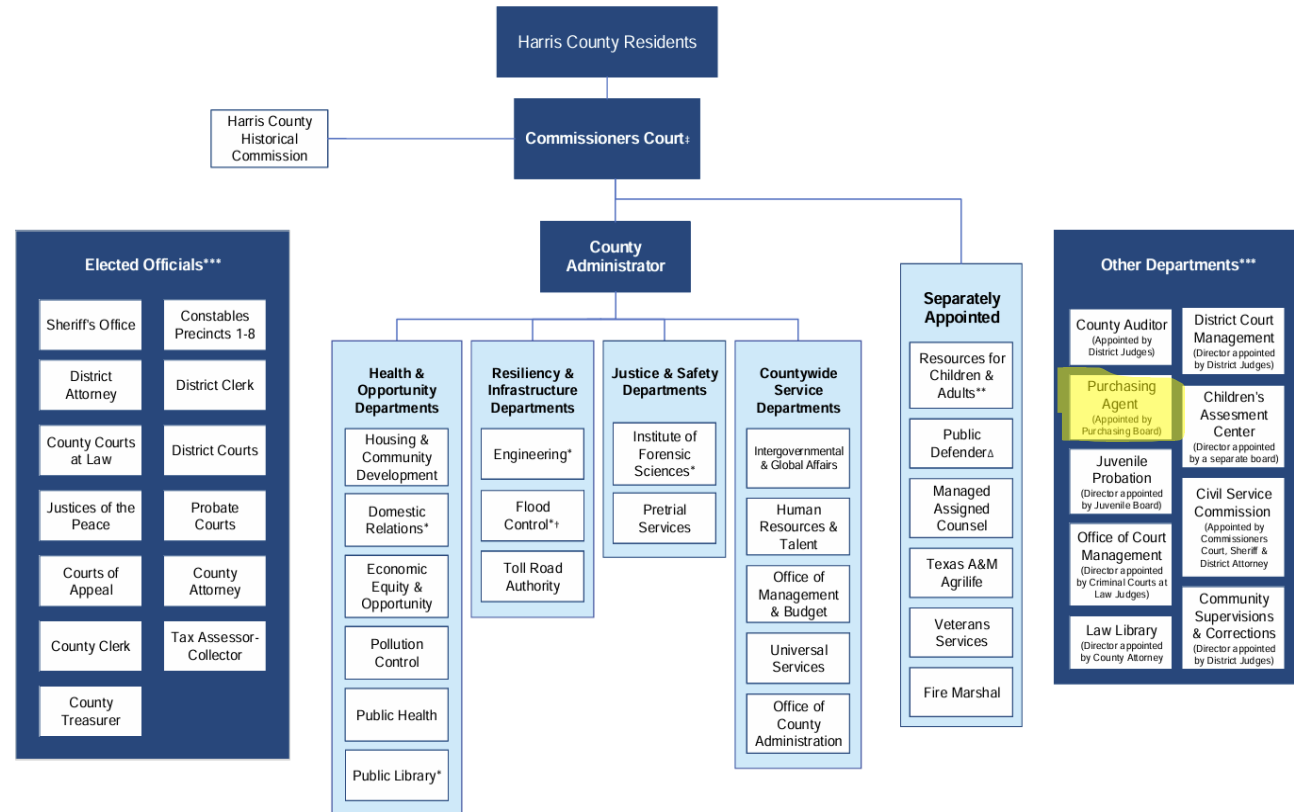 Harris County Residents
Harris County
Historical
Commission
Commissioners Court‡
County
Administrator
Elected Officials***
Sheriff's Office
Constables
Precincts 1-8
District
Attorney
District Clerk
County Courts
at Law
District Courts
Justices of the
Peace
Probate
Courts
Courts of
Appeal
County
Attorney
County Clerk
Tax Assessor-
Collector
County
Treasurer
Health &
Opportunity
Departments
Housing &
Community
Development
Domestic
Relations*
Economic
Equity &
Opportunity
Pollution
Control
Public Health
Public Library*
Resiliency &
Infrastructure
Departments
Engineering*
Flood
Control*†
Toll Road
Authority
Justice & Safety
Departments
Institute of
Forensic
Sciences*
Pretrial
Services
Countywide
Service
Departments
Intergovernmental
& Global Affairs
Human
Resources &
Talent
Office of
Management
& Budget
Universal
Services
Office of
County
Administration
Separately
Appointed
Resources for
Children &
Adults**
Public
DefenderΔ
Managed
Assigned
Counsel
Texas A&M
Agrilife
Veterans
Services
Fire Marshal
Other Departments***
County Auditor
(Appointed by
District Judges)
District Court
Management
(Director appointed
by District Judges)
Purchasing
Agent
(Appointed by
Purchasing Board)
Children's
Assesment
Center
(Director appointed
by a separate board)
Juvenile
Probation
(Director appointed
by Juvenile Board)
Civil Service
Commission
(Appointed by
Commissioners
Court, Sheriff &
District Attorney
Office of Court
Management
(Director appointed
by Criminal Courts at
Law Judges)
Community
Supervisions
& Corrections
(Director appointed
by District Judges)
Law Library
(Director appointed
by County Attorney